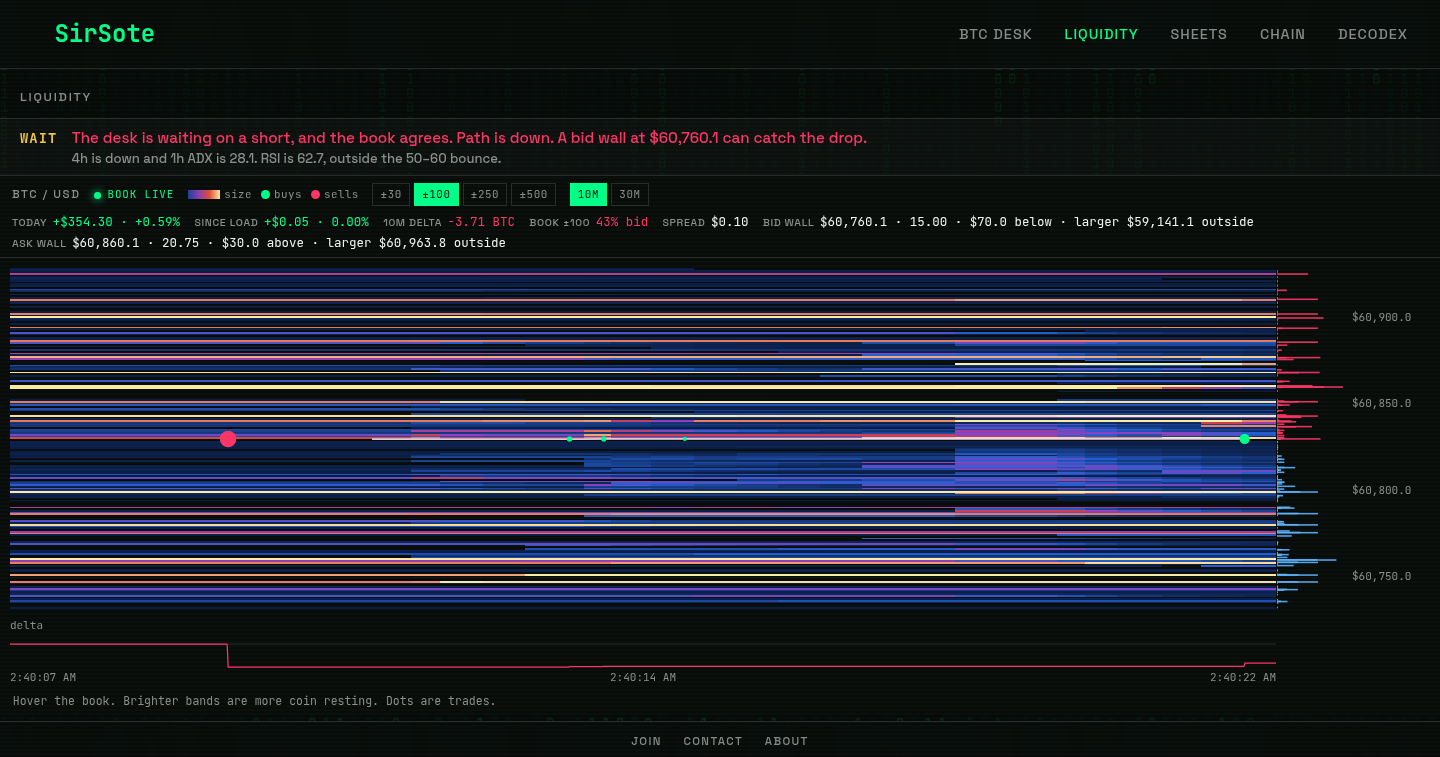 SirSote
BTC DESK LIQUIDITY SHEETS CHAIN DECODEX
LIQUIDITY
WAIT The desk is waiting on a short, and the book agrees. Path is down. A bid wall at $60,760.1 can catch the drop.
4h is down and 1h ADX is 28.1. RSI is 62.7, outside the 50–60 bounce.
BTC / USD BOOK LIVE size buys sells ±30 ±100 ±250 ±500 10M 30M
TODAY +$354.30 · +0.59% SINCE LOAD +$0.05 · 0.00% 10M DELTA -3.71 BTC BOOK ±100 43% bid SPREAD $0.10 BID WALL $60,760.1 · 15.00 · $70.0 below · larger $59,141.1 outside
ASK WALL $60,860.1 · 20.75 · $30.0 above · larger $60,963.8 outside
$60,900.0
$60,850.0
$60,800.0
$60,750.0
delta
2:40:07 AM 2:40:14 AM 2:40:22 AM
Hover the book. Brighter bands are more coin resting. Dots are trades.
JOIN CONTACT ABOUT